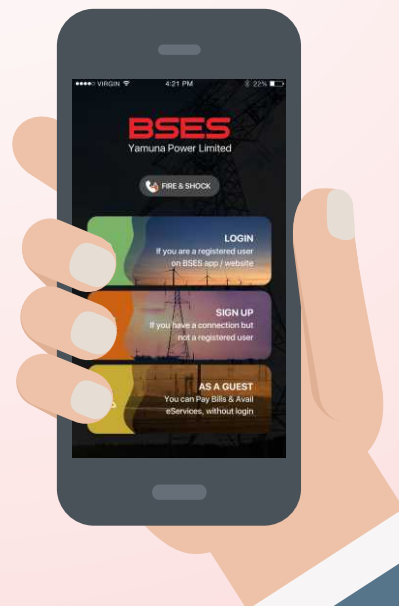 VIRGIN 4:21 PM 22%
BSES
Yamuna Power Limited
FIRE & SHOCK
LOGIN
If you are a registered user
on BSES app / website
SIGN UP
If you have a connection but
not a registered user
AS A GUEST
You can Pay Bills & Avail
eServices, without login